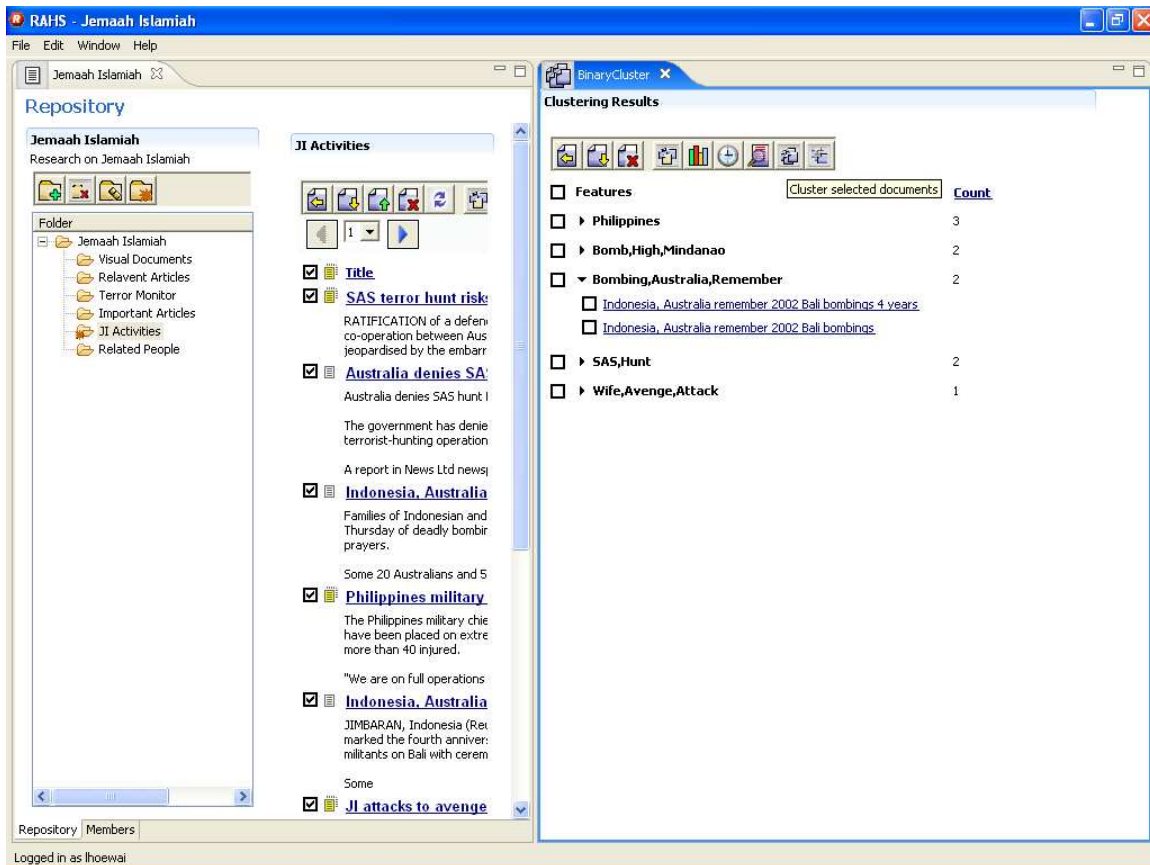 RAHS - Jemaah Islamiah
File Edit Window Help
Jemaah Islamiah
Repository
Jemaah Islamiah
Research on Jemaah Islamiah
Folder
Jemaah Islamiah
Visual Documents
Relavent Articles
Terror Monitor
Important Articles
JI Activities
Related People
JI Activities
1
Title
SAS terror hunt risks
RATIFICATION of a defen
co-operation between Aus
jeopardised by the embarr
Australia denies SA
Australia denies SAS hunt
The government has denie
terrorist-hunting operation
A report in News Ltd news
Indonesia, Australia
Families of Indonesian and
Thursday of deadly bombin
prayers.
Some 20 Australians and 5
Philippines military
The Philippines military chie
have been placed on extre
more than 40 injured.
"We are on full operations
Indonesia, Australia
JIMBARAN, Indonesia (Reu
marked the fourth annivers
militants on Bali with cerem
Some
JI attacks to avenge
Repository Members
Logged in as lhoewai
BinaryCluster
Clustering Results
Features
Cluster selected documents
Count
Philippines 3
Bomb,High,Mindanao 2
Bombing,Australia,Remember 2
Indonesia, Australia remember 2002 Bali bombings 4 years
Indonesia, Australia remember 2002 Bali bombings
SAS,Hunt 2
Wife,Avenge,Attack 1